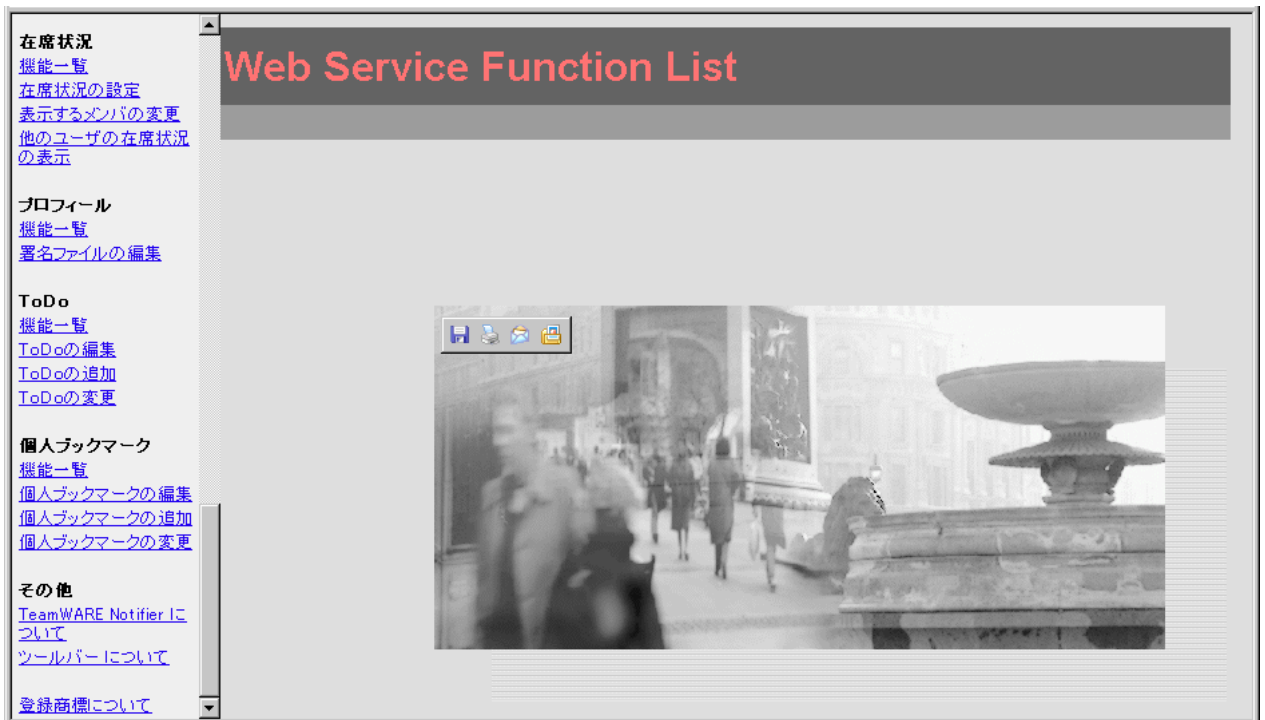 在席状況
機能一覧
在席状況の設定
表示するメンバの変更
他のユーザの在席状況
の表示
プロフィール
機能一覧
署名ファイルの編集
ToDo
機能一覧
ToDoの編集
ToDoの追加
ToDoの変更
個人ブックマーク
機能一覧
個人ブックマークの編集
個人ブックマークの追加
個人ブックマークの変更
その他
TeamWARE Notifier に
ついて
ツールバー について
登録商標について
Web Service Function List